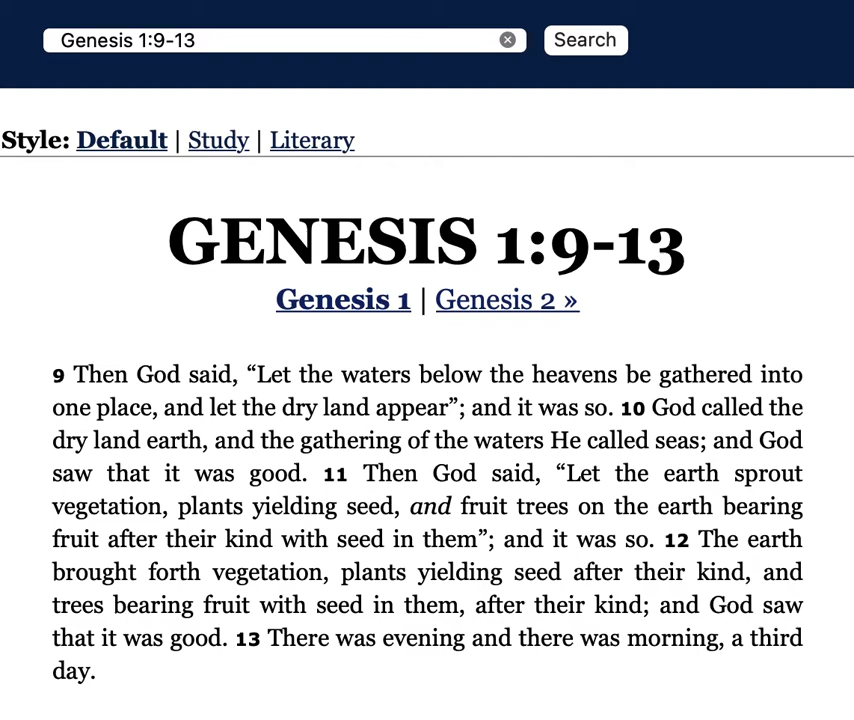 Genesis 1:9-13
Search
Style: Default | Study | Literary
GENESIS 1:9-13
Genesis 1 | Genesis 2 »
9 Then God said, “Let the waters below the heavens be gathered into
one place, and let the dry land appear”; and it was so. 10 God called the
dry land earth, and the gathering of the waters He called seas; and God
saw that it was good. 11 Then God said, “Let the earth sprout
vegetation, plants yielding seed, and fruit trees on the earth bearing
fruit after their kind with seed in them”; and it was so. 12 The earth
brought forth vegetation, plants yielding seed after their kind, and
trees bearing fruit with seed in them, after their kind; and God saw
that it was good. 13 There was evening and there was morning, a third
day.